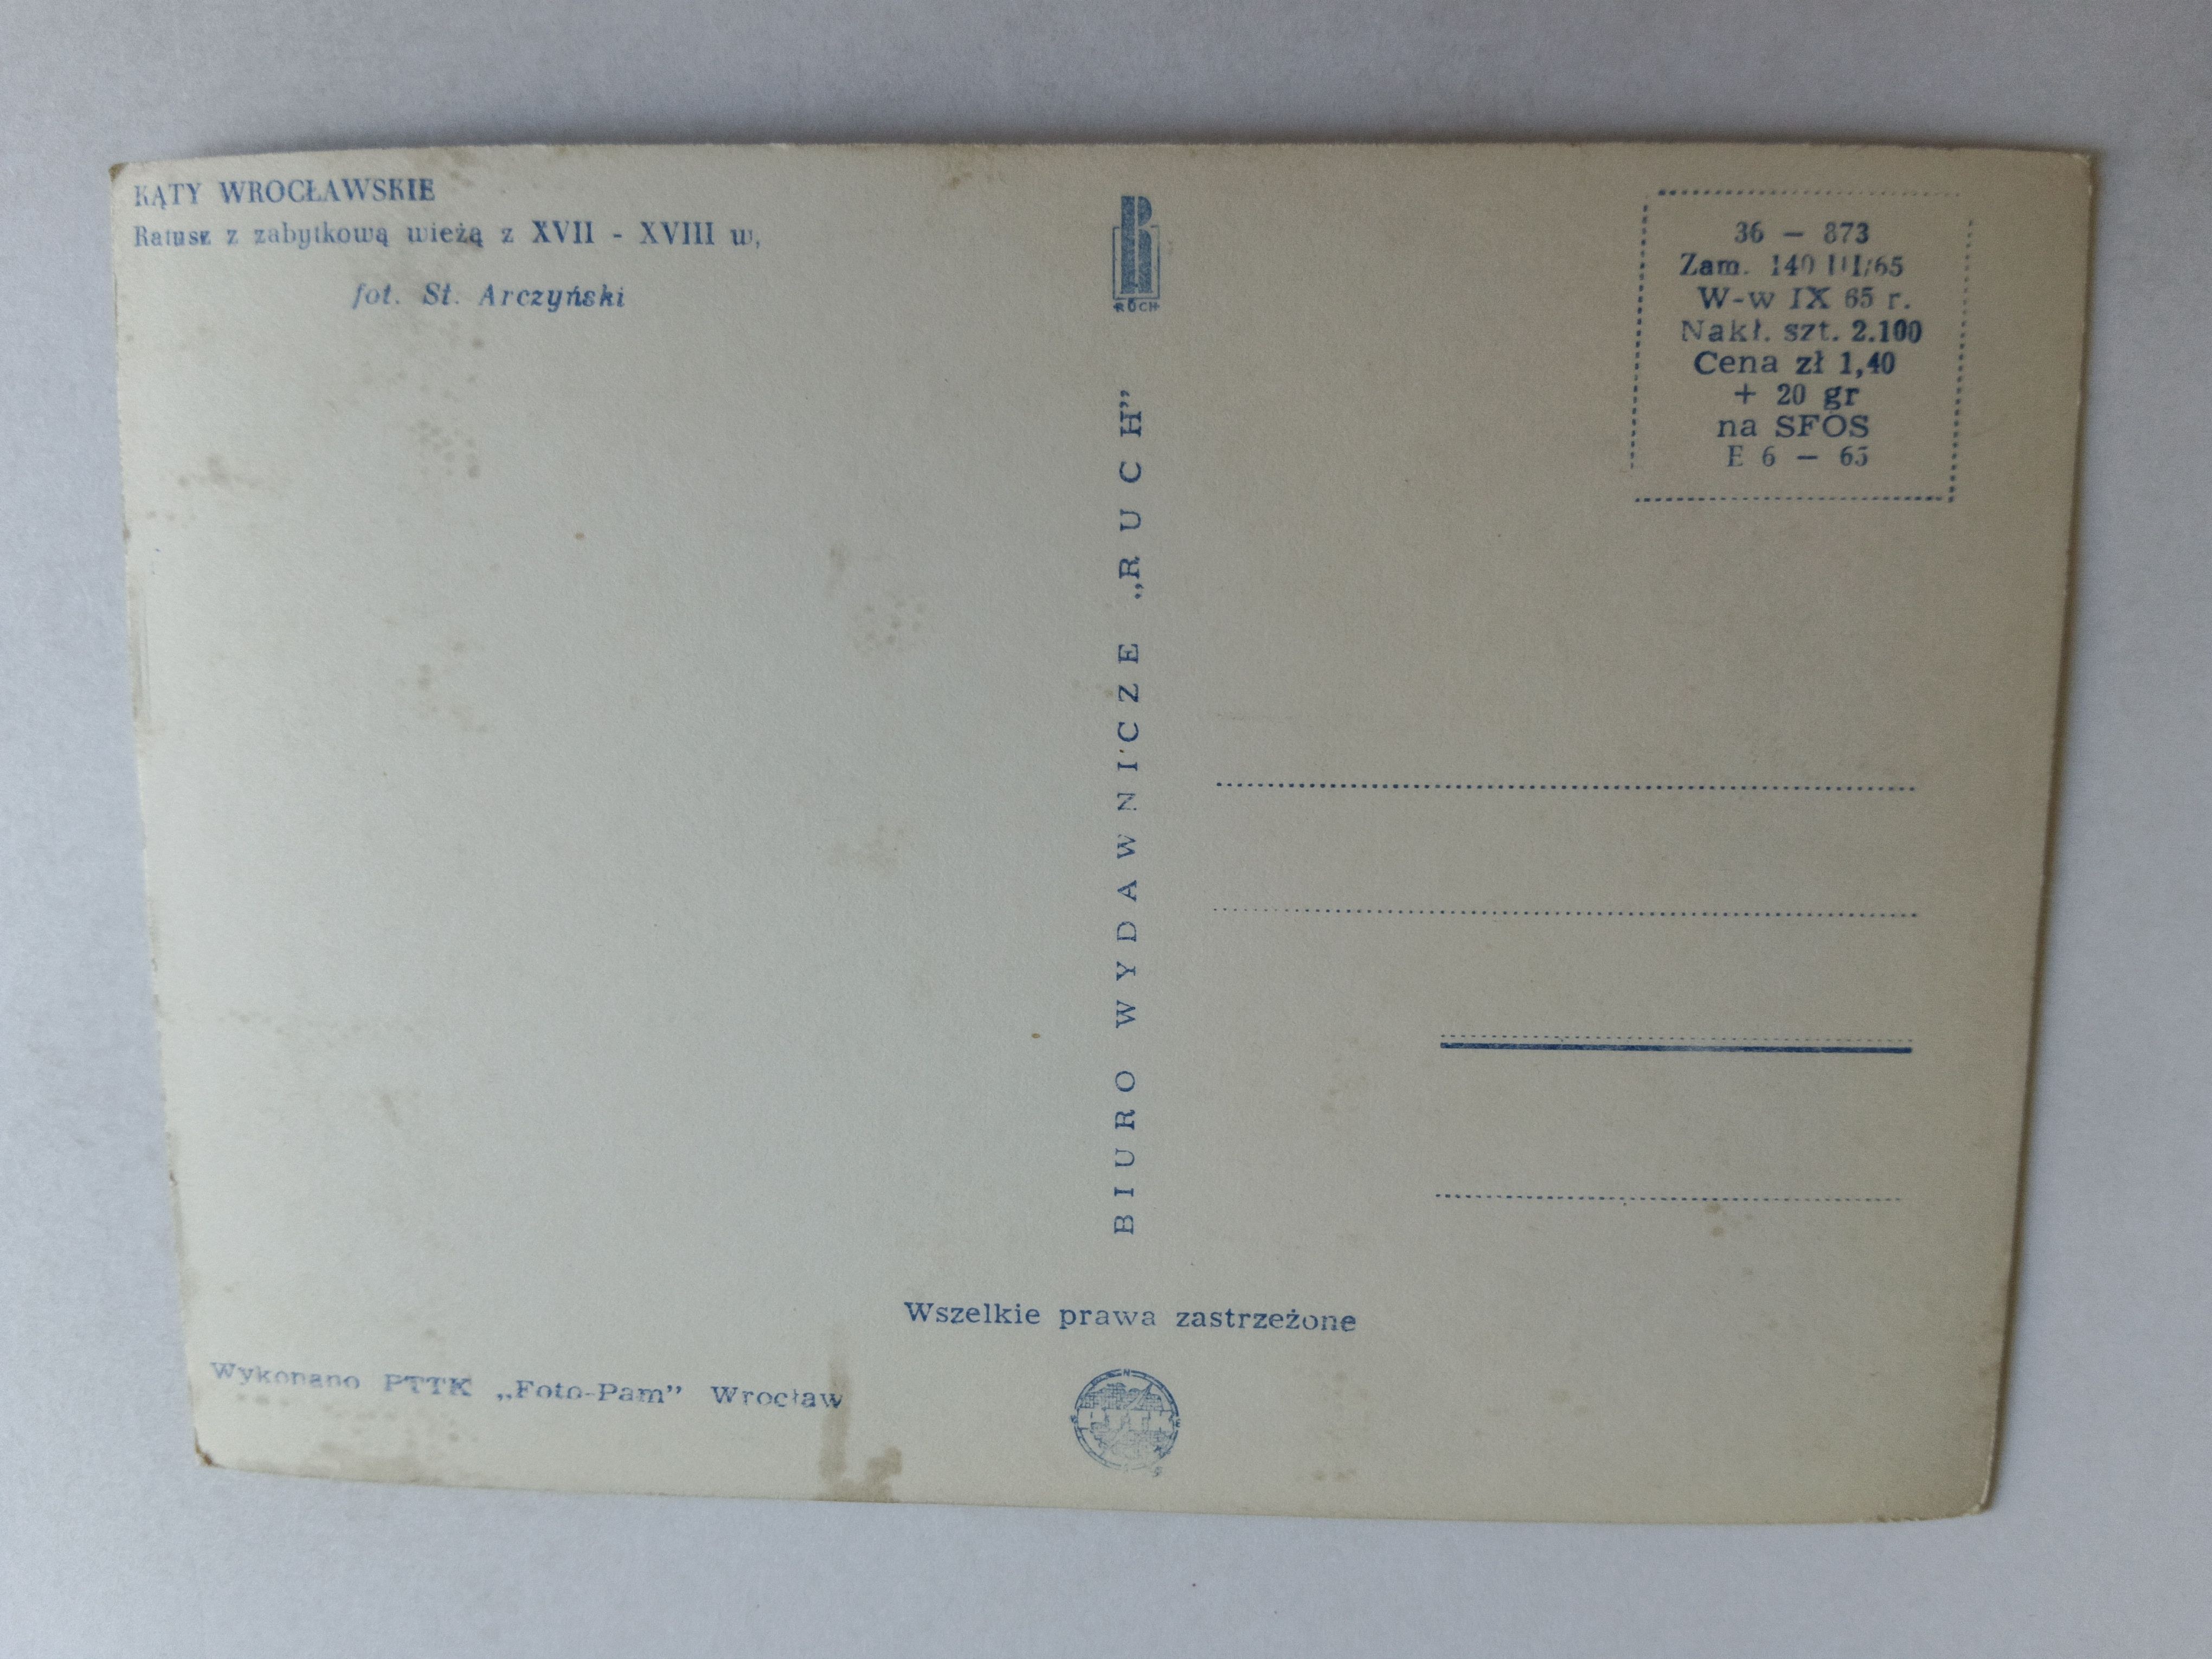 KĄTY WROCŁAWSKIE
Ratusz z zabytkową wieżą z XVII - XVIII w,
fot. St. Arczyński
RUCH
BIURO WYDAWNICZE „RUCH”
36 — 873
Zam. 140 III/65
W-w IX 65 r.
Nakł. szt. 2.100
Cena zł 1,40
+ 20 gr
na SFOS
E 6 — 65
Wszelkie prawa zastrzeżone
Wykonano PTTK „Foto-Pam” Wrocław
PTTK